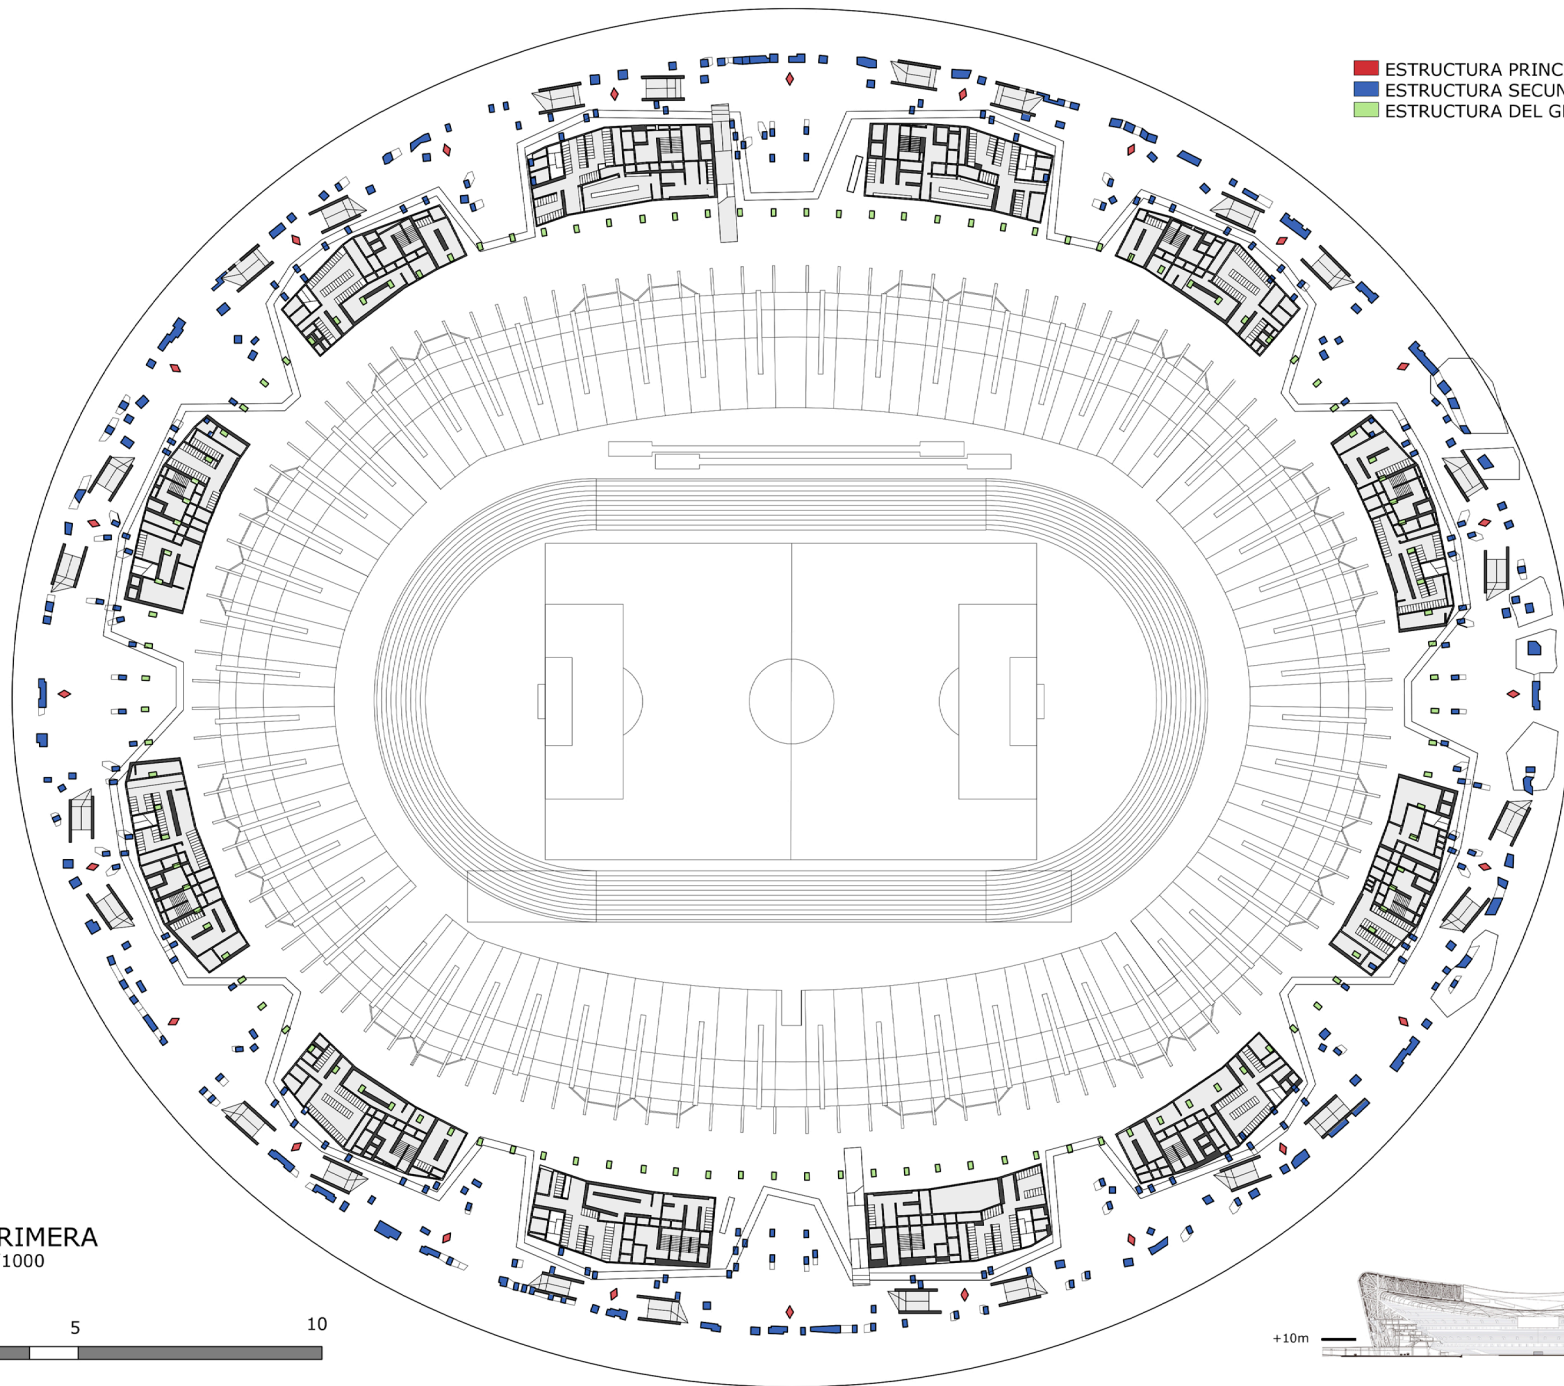 ESTRUCTURA PRINC
ESTRUCTURA SECUN
ESTRUCTURA DEL G
RIMERA
1000
5
10
+10m